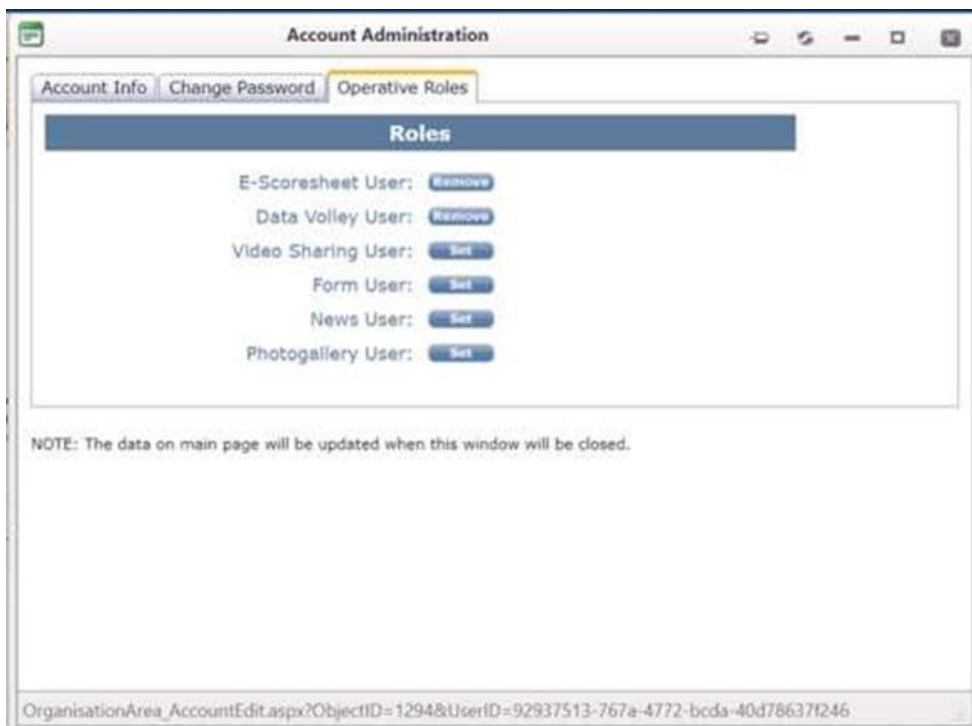 Account Administration
Account Info Change Password Operative Roles
Roles
E-Scoresheet User: Remove
Data Volley User: Remove
Video Sharing User: Set
Form User: Set
News User: Set
Photogallery User: Set
NOTE: The data on main page will be updated when this window will be closed.
OrganisationArea_AccountEdit.aspx?ObjectID=1294&UserID=92937513-767a-4772-bcda-40d78637f246